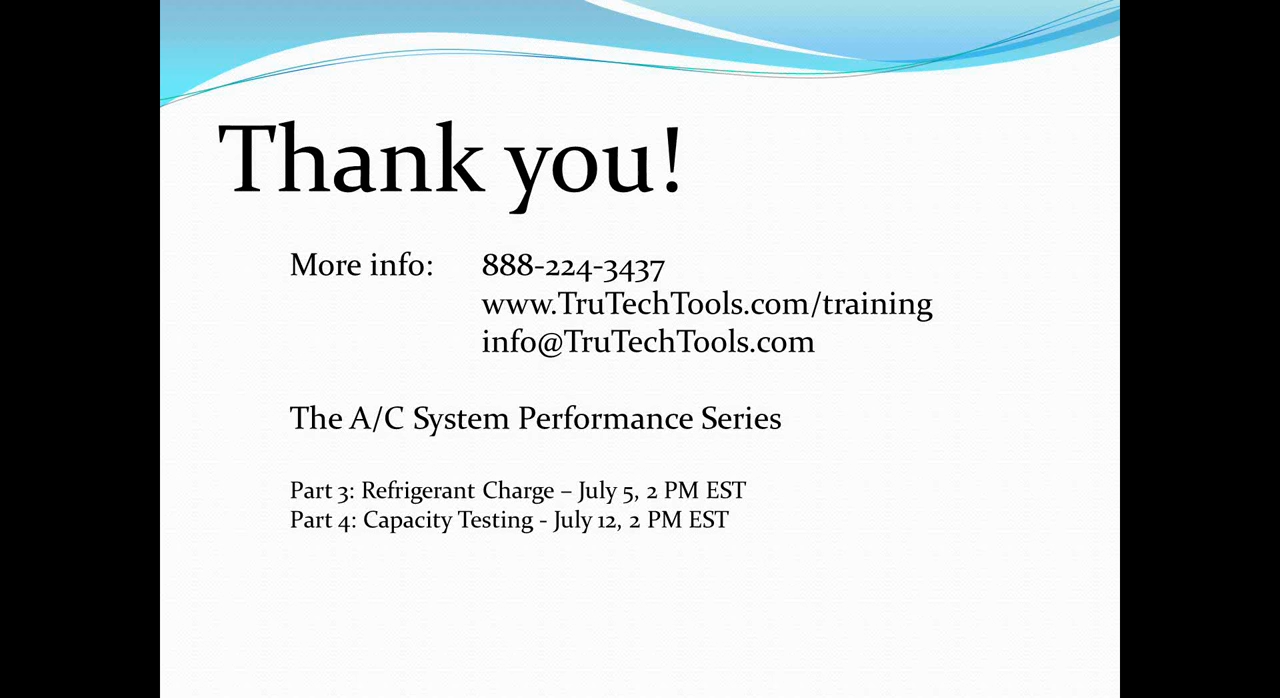 Thank you!
More info: 888-224-3437
www.TruTechTools.com/training
info@TruTechTools.com
The A/C System Performance Series
Part 3: Refrigerant Charge – July 5, 2 PM EST
Part 4: Capacity Testing - July 12, 2 PM EST